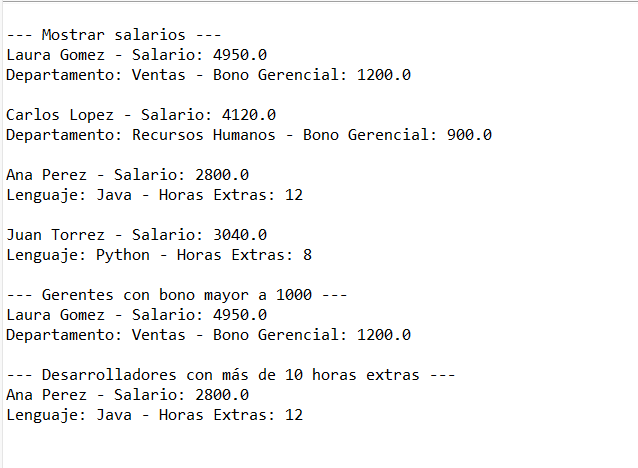 --- Mostrar salarios ---
Laura Gomez - Salario: 4950.0
Departamento: Ventas - Bono Gerencial: 1200.0
Carlos Lopez - Salario: 4120.0
Departamento: Recursos Humanos - Bono Gerencial: 900.0
Ana Perez - Salario: 2800.0
Lenguaje: Java - Horas Extras: 12
Juan Torrez - Salario: 3040.0
Lenguaje: Python - Horas Extras: 8
--- Gerentes con bono mayor a 1000 ---
Laura Gomez - Salario: 4950.0
Departamento: Ventas - Bono Gerencial: 1200.0
--- Desarrolladores con más de 10 horas extras ---
Ana Perez - Salario: 2800.0
Lenguaje: Java - Horas Extras: 12